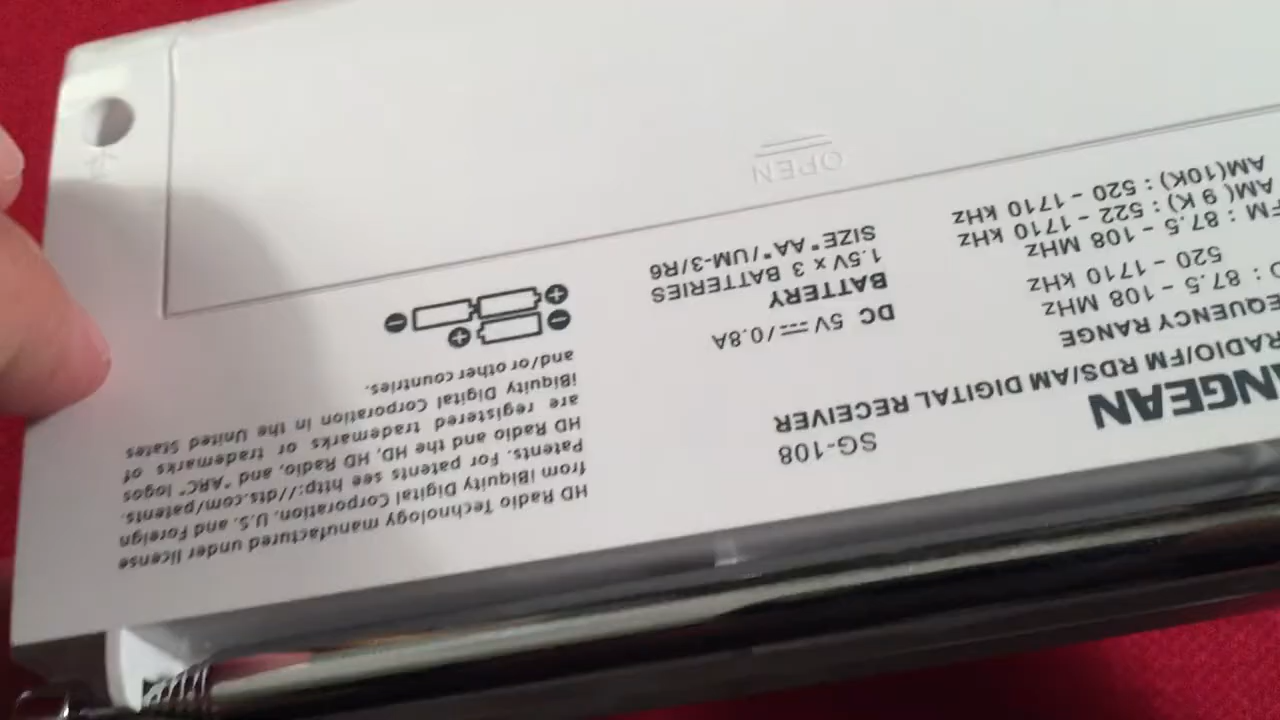 NGEAN
SG-108
RADIO/FM RDS/AM DIGITAL RECEIVER
EQUENCY RANGE
: 87.5 - 108 MHz
520 - 1710 kHz
FM : 87.5 - 108 MHz
AM( 9 K) : 522 - 1710 kHz
AM(10K) : 520 - 1710 kHz
DC 5V⎓/0.8A
BATTERY
1.5V x 3 BATTERIES
SIZE"AA"/UM-3/R6
HD Radio Technology manufactured under license
from iBiquity Digital Corporation, U.S. and Foreign
Patents. For patents see http://dts.com/patents.
HD Radio and the HD, HD Radio, and "ARC" logos
are registered trademarks or trademarks of
iBiquity Digital Corporation in the United States
and/or other countries.
OPEN